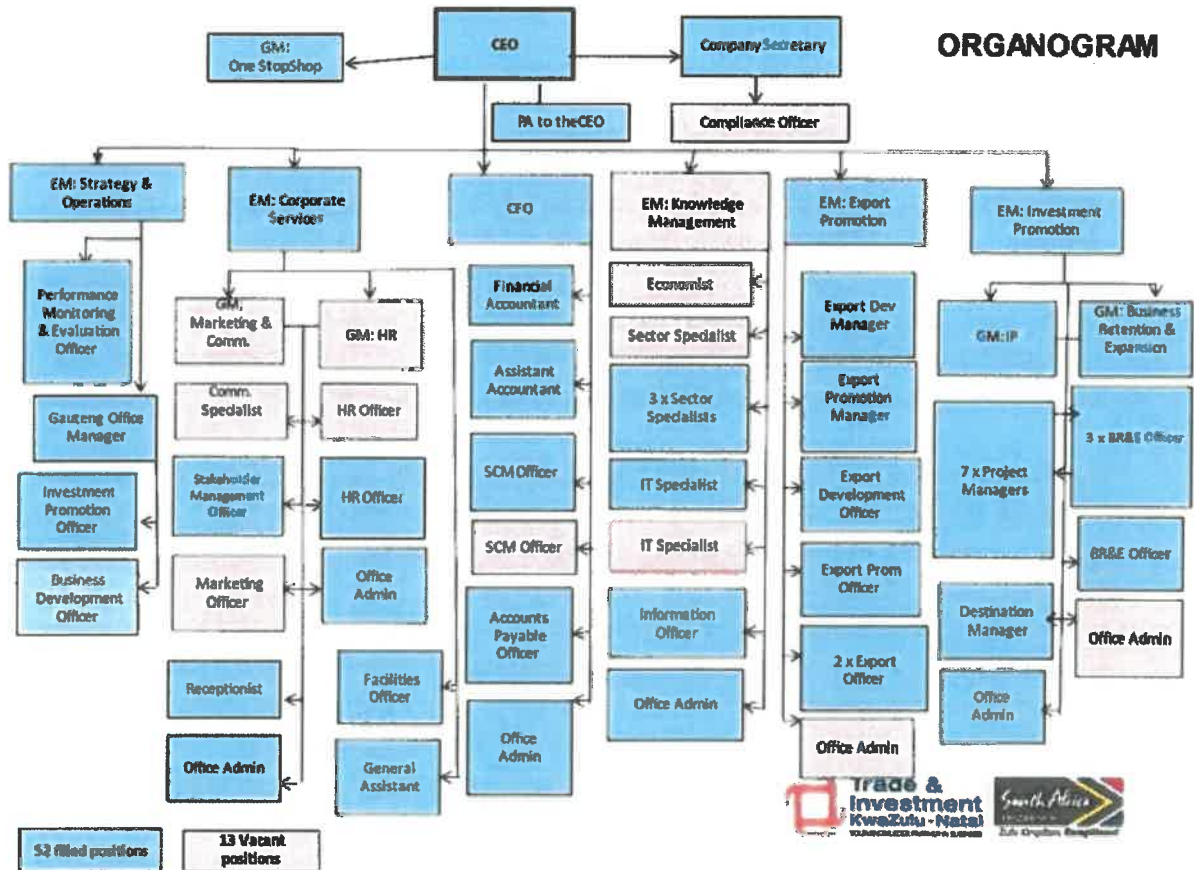 ORGANOGRAM
CEO
GM:
One StopShop
Company Secretary
PA to theCEO
Compliance Officer
EM: Strategy &
Operations
EM: Corporate
Services
CFO
EM: Knowledge
Management
EM: Export
Promotion
EM: Investment
Promotion
Performance
Monitoring
& Evaluation
Officer
Gauteng Office
Manager
Investment
Promotion
Officer
Business
Development
Officer
GM,
Marketing &
Comm.
GM: HR
Comm.
Specialist
HR Officer
Stakeholder
Management
Officer
HR Officer
Marketing
Officer
Office
Admin
Receptionist
Facilities
Officer
Office Admin
General
Assistant
Financial
Accountant
Assistant
Accountant
SCM Officer
SCM Officer
Accounts
Payable
Officer
Office
Admin
Economist
Sector Specialist
3 x Sector
Specialists
IT Specialist
IT Specialist
Information
Officer
Office Admin
Export Dev
Manager
Export
Promotion
Manager
Export
Development
Officer
Export Prom
Officer
2 x Export
Officer
Office Admin
GM:IP
GM: Business
Retention &
Expansion
7 x Project
Managers
3 x BR&E Officer
BR&E Officer
Destination
Manager
Office Admin
Office
Admin
Trade &
Investment
KwaZulu-Natal
South Africa
52 filled positions
13 Vacant
positions